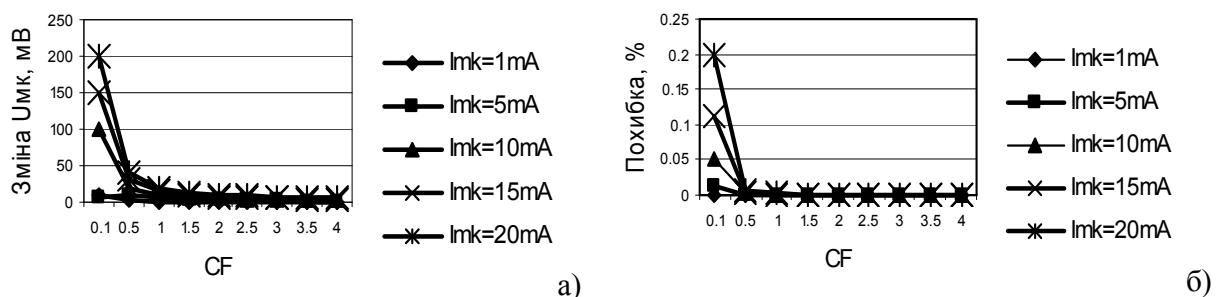 Зміна Uмк, мВ
250
200
150
100
50
0
0.1 0.5 1 1.5 2 2.5 3 3.5 4
CF
Imk=1mA
Imk=5mA
Imk=10mA
Imk=15mA
Imk=20mA
а)
Похибка, %
0.25
0.2
0.15
0.1
0.05
0
0.1 0.5 1 1.5 2 2.5 3 3.5 4
CF
Imk=1mA
Imk=5mA
Imk=10mA
Imk=15mA
Imk=20mA
б)